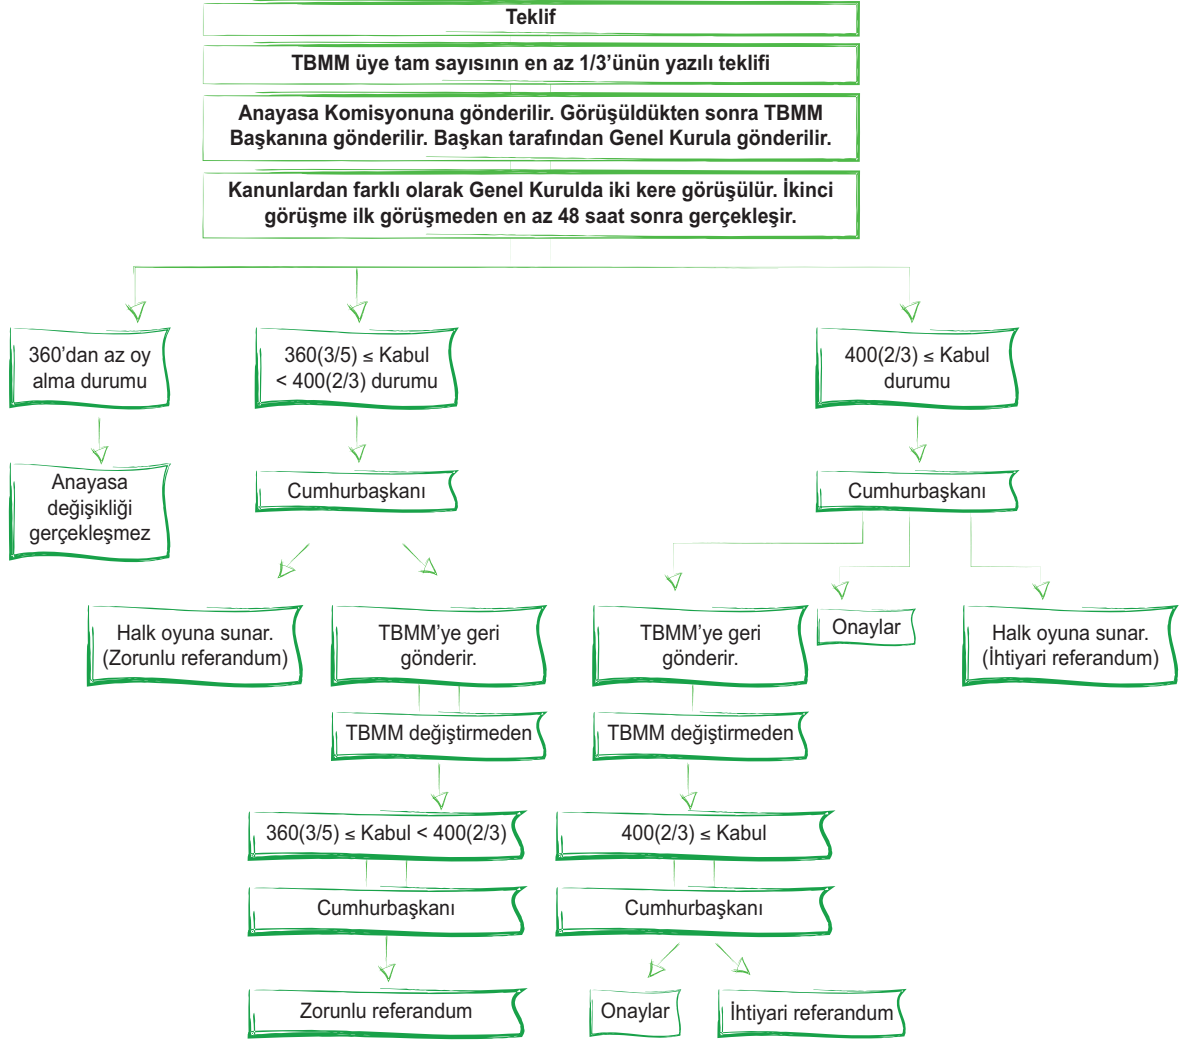 Teklif
TBMM üye tam sayısının en az 1/3’ünün yazılı teklifi
Anayasa Komisyonuna gönderilir. Görüşüldükten sonra TBMM
Başkanına gönderilir. Başkan tarafından Genel Kurula gönderilir.
Kanunlardan farklı olarak Genel Kurulda iki kere görüşülür. İkinci
görüşme ilk görüşmeden en az 48 saat sonra gerçekleşir.
360’dan az oy
alma durumu
360(3/5) ≤ Kabul
< 400(2/3) durumu
400(2/3) ≤ Kabul
durumu
Anayasa
değişikliği
gerçekleşmez
Cumhurbaşkanı
Cumhurbaşkanı
Halk oyuna sunar.
(Zorunlu referandum)
TBMM’ye geri
gönderir.
TBMM’ye geri
gönderir.
Onaylar
Halk oyuna sunar.
(İhtiyari referandum)
TBMM değiştirmeden
TBMM değiştirmeden
360(3/5) ≤ Kabul < 400(2/3)
400(2/3) ≤ Kabul
Cumhurbaşkanı
Cumhurbaşkanı
Zorunlu referandum
Onaylar
İhtiyari referandum